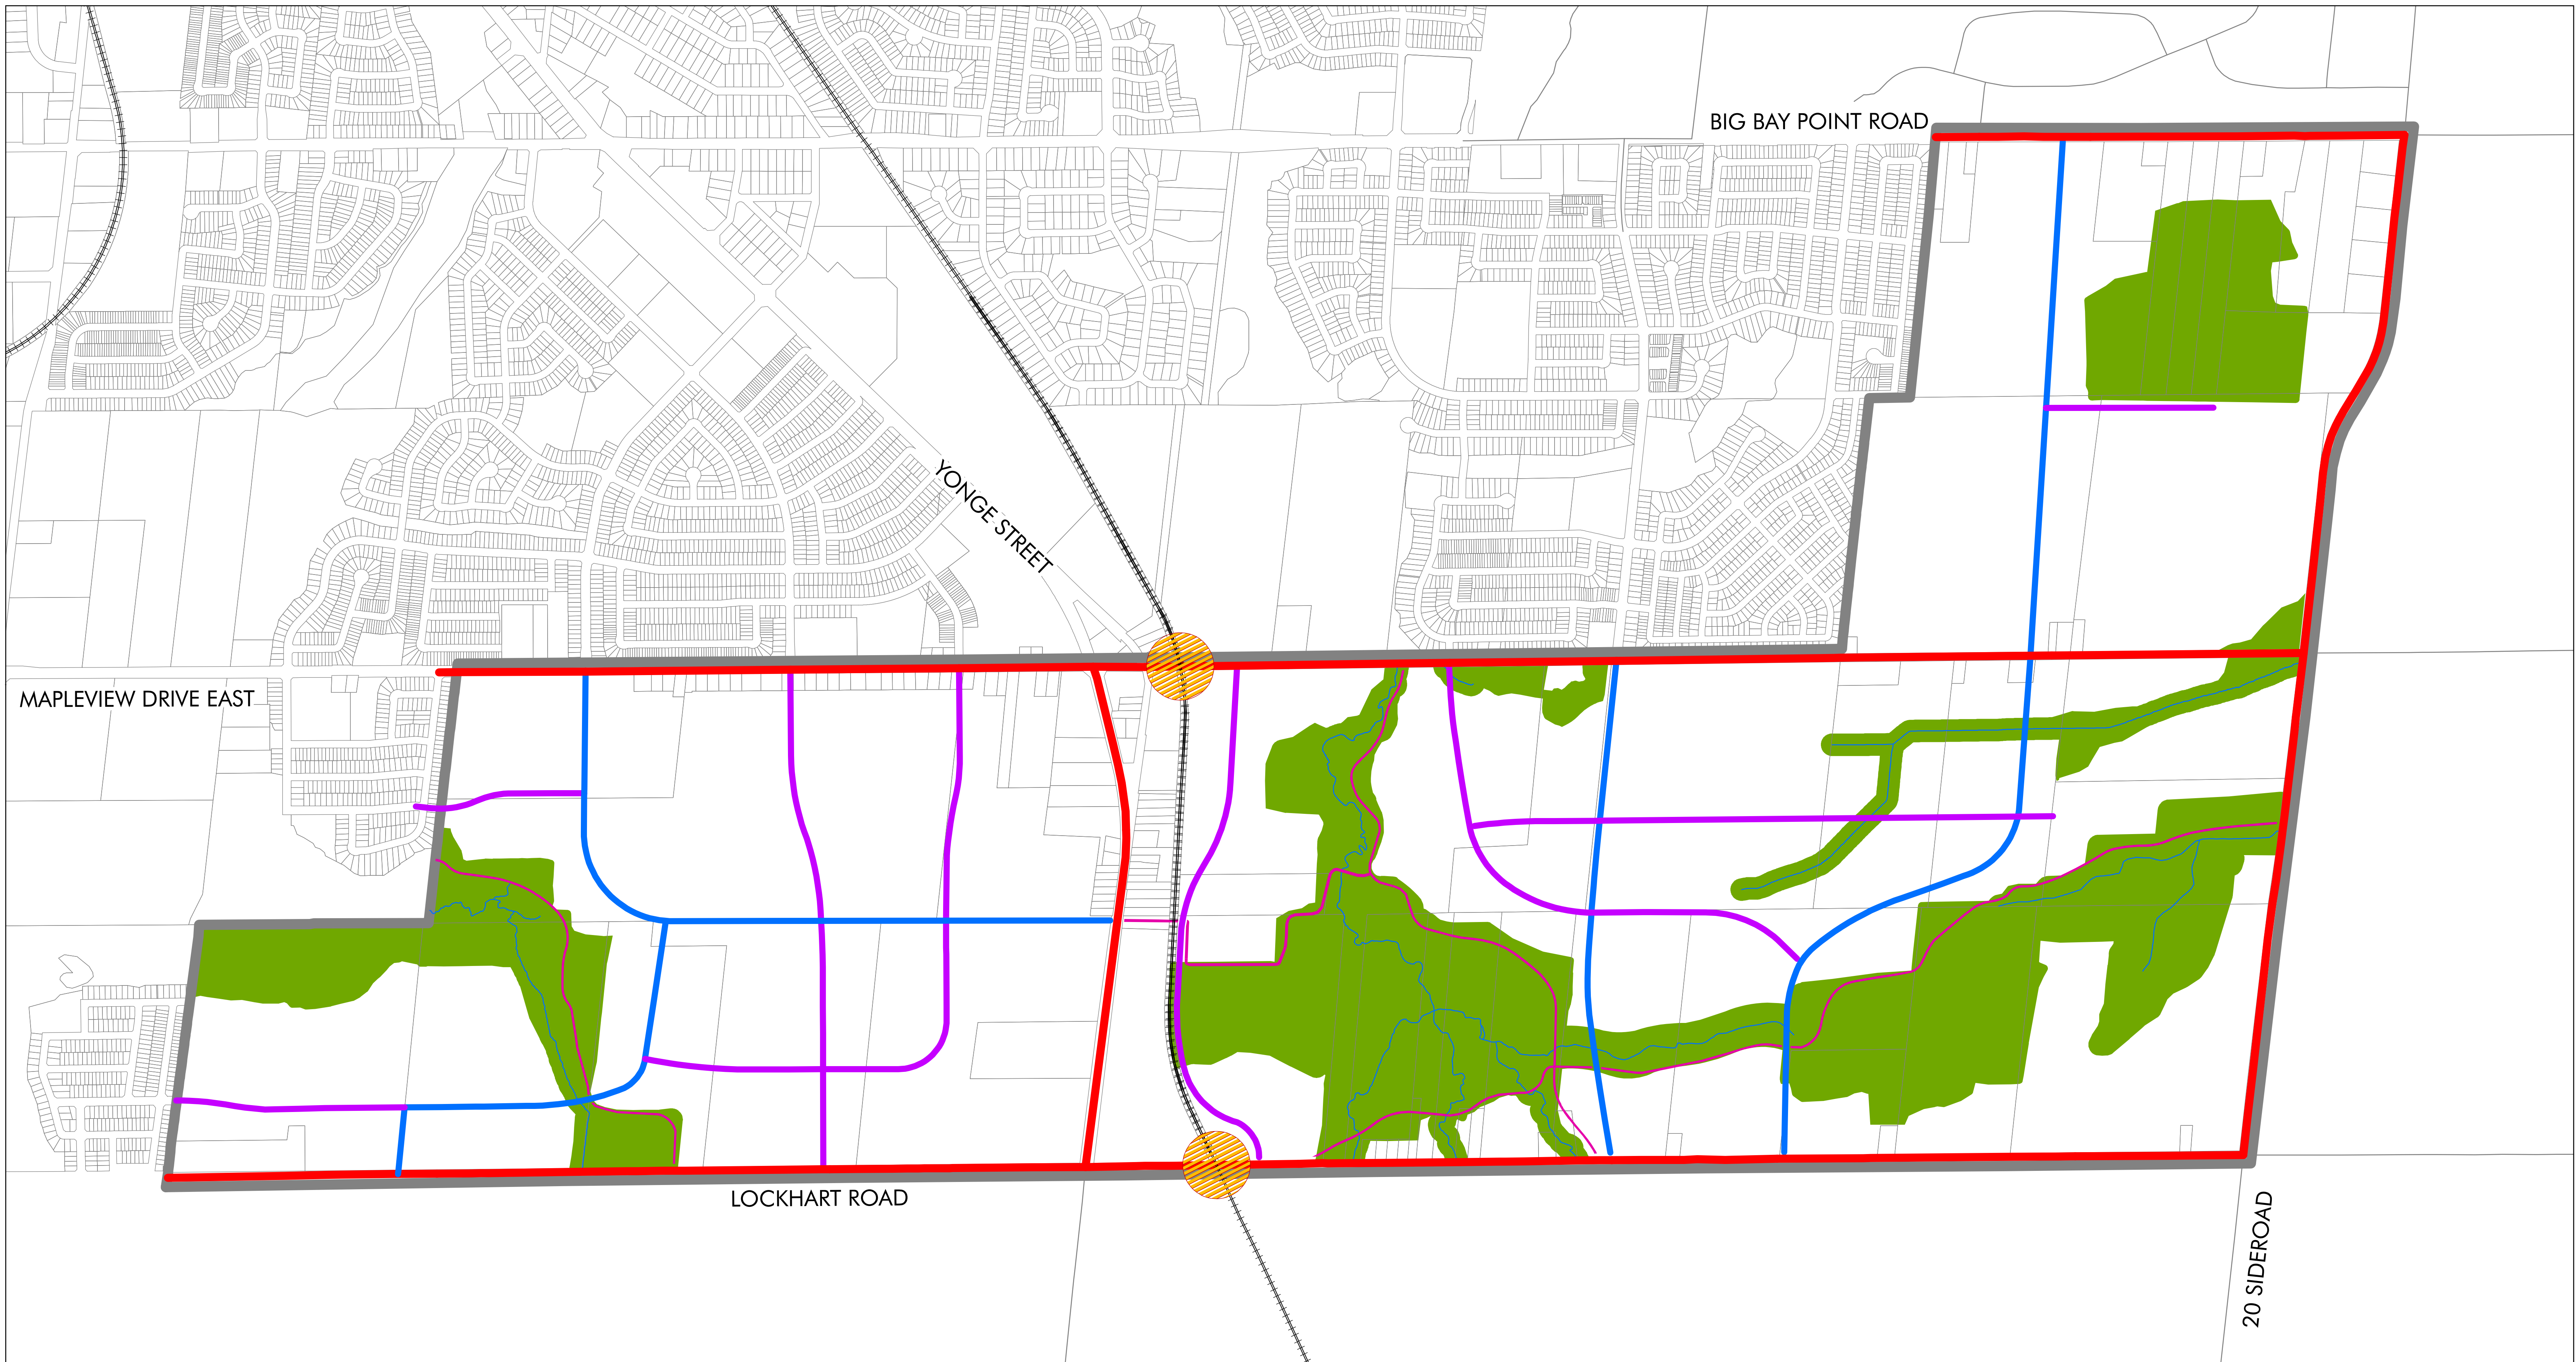 BIG BAY POINT ROAD
YONGE STREET
MAPLEVIEW DRIVE EAST
LOCKHART ROAD
20 SIDEROAD